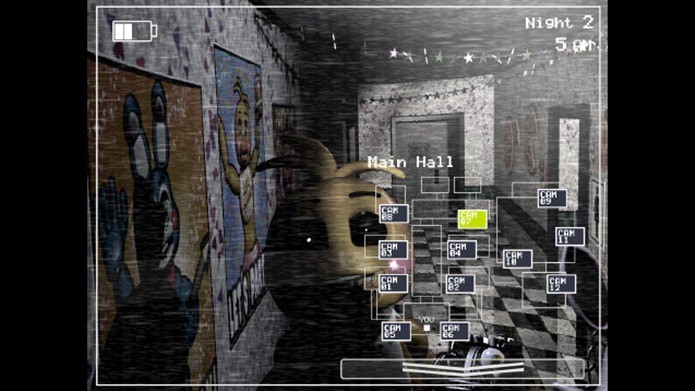 Night 2
5 AM
Main Hall
CAM 09
CAM 08
CAM 07
CAM 11
CAM 03
CAM 04
CAM 10
CAM 01
CAM 02
CAM 12
YOU
CAM 05
CAM 06